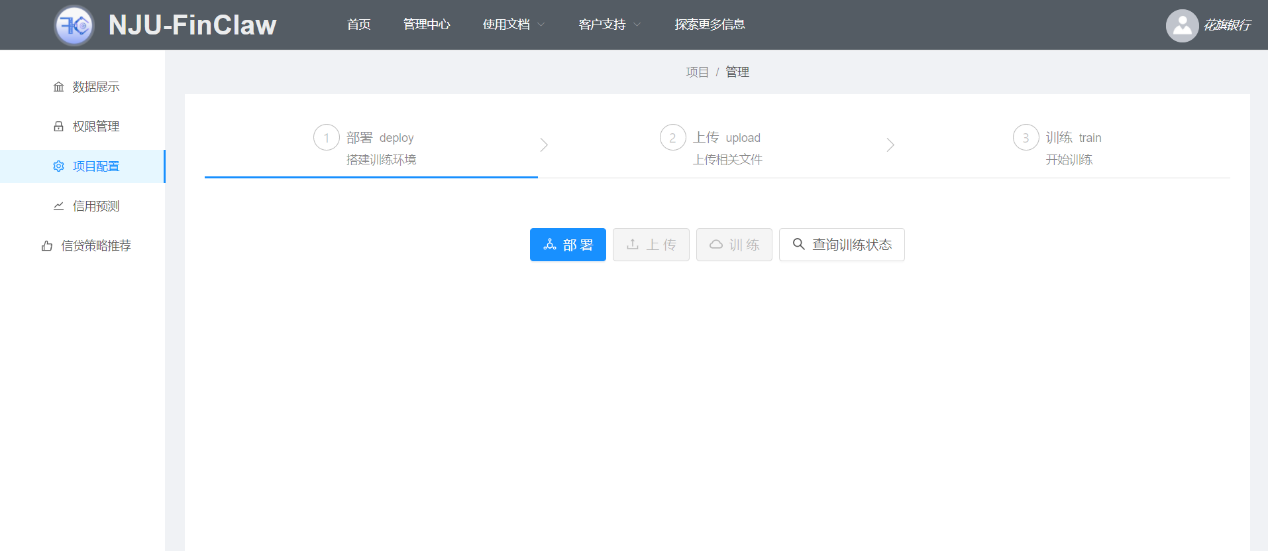 NJU-FinClaw 首页 管理中心 使用文档 客户支持 探索更多信息 花旗银行
数据展示
权限管理
项目配置
信用预测
信贷策略推荐
项目 / 管理
1 部署 deploy
搭建训练环境
2 上传 upload
上传相关文件
3 训练 train
开始训练
部署 上传 训练 查询训练状态